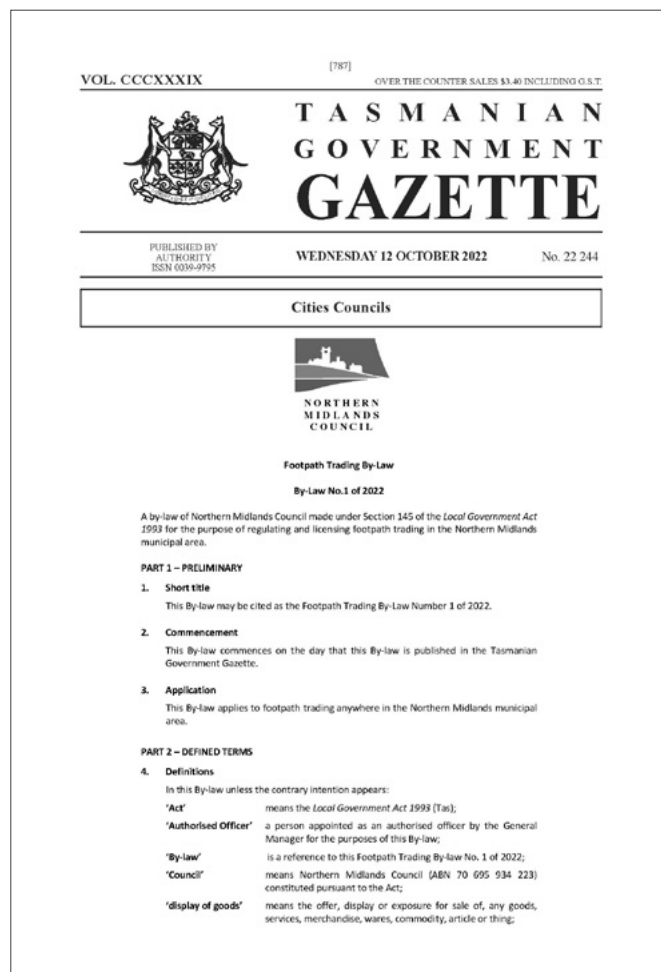 [787]
VOL. CCCXXXIX
OVER THE COUNTER SALES $3.40 INCLUDING G.S.T.
TASMANIAN
GOVERNMENT
GAZETTE
PUBLISHED BY
AUTHORITY
ISSN 0039-9795
WEDNESDAY 12 OCTOBER 2022
No. 22 244
Cities Councils
NORTHERN
MIDLANDS
COUNCIL
Footpath Trading By-Law
By-Law No.1 of 2022
A by-law of Northern Midlands Council made under Section 145 of the Local Government Act
1993 for the purpose of regulating and licensing footpath trading in the Northern Midlands
municipal area.
PART 1 – PRELIMINARY
1. Short title
This By-law may be cited as the Footpath Trading By-Law Number 1 of 2022.
2. Commencement
This By-law commences on the day that this By-law is published in the Tasmanian
Government Gazette.
3. Application
This By-law applies to footpath trading anywhere in the Northern Midlands municipal
area.
PART 2 – DEFINED TERMS
4. Definitions
In this By-law unless the contrary intention appears:
'Act' means the Local Government Act 1993 (Tas);
'Authorised Officer' a person appointed as an authorised officer by the General
Manager for the purposes of this By-law;
'By-law' is a reference to this Footpath Trading By-law No. 1 of 2022;
'Council' means Northern Midlands Council (ABN 70 695 934 223)
constituted pursuant to the Act;
'display of goods' means the offer, display or exposure for sale of, any goods,
services, merchandise, wares, commodity, article or thing;